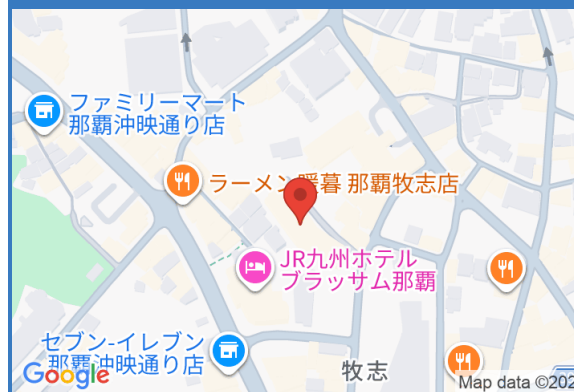 ファミリーマート
那覇沖映通り店
ラーメン暖暮 那覇牧志店
JR九州ホテル
ブラッサム那覇
セブン-イレブン
那覇沖映通り店
牧志
Google
Map data ©202